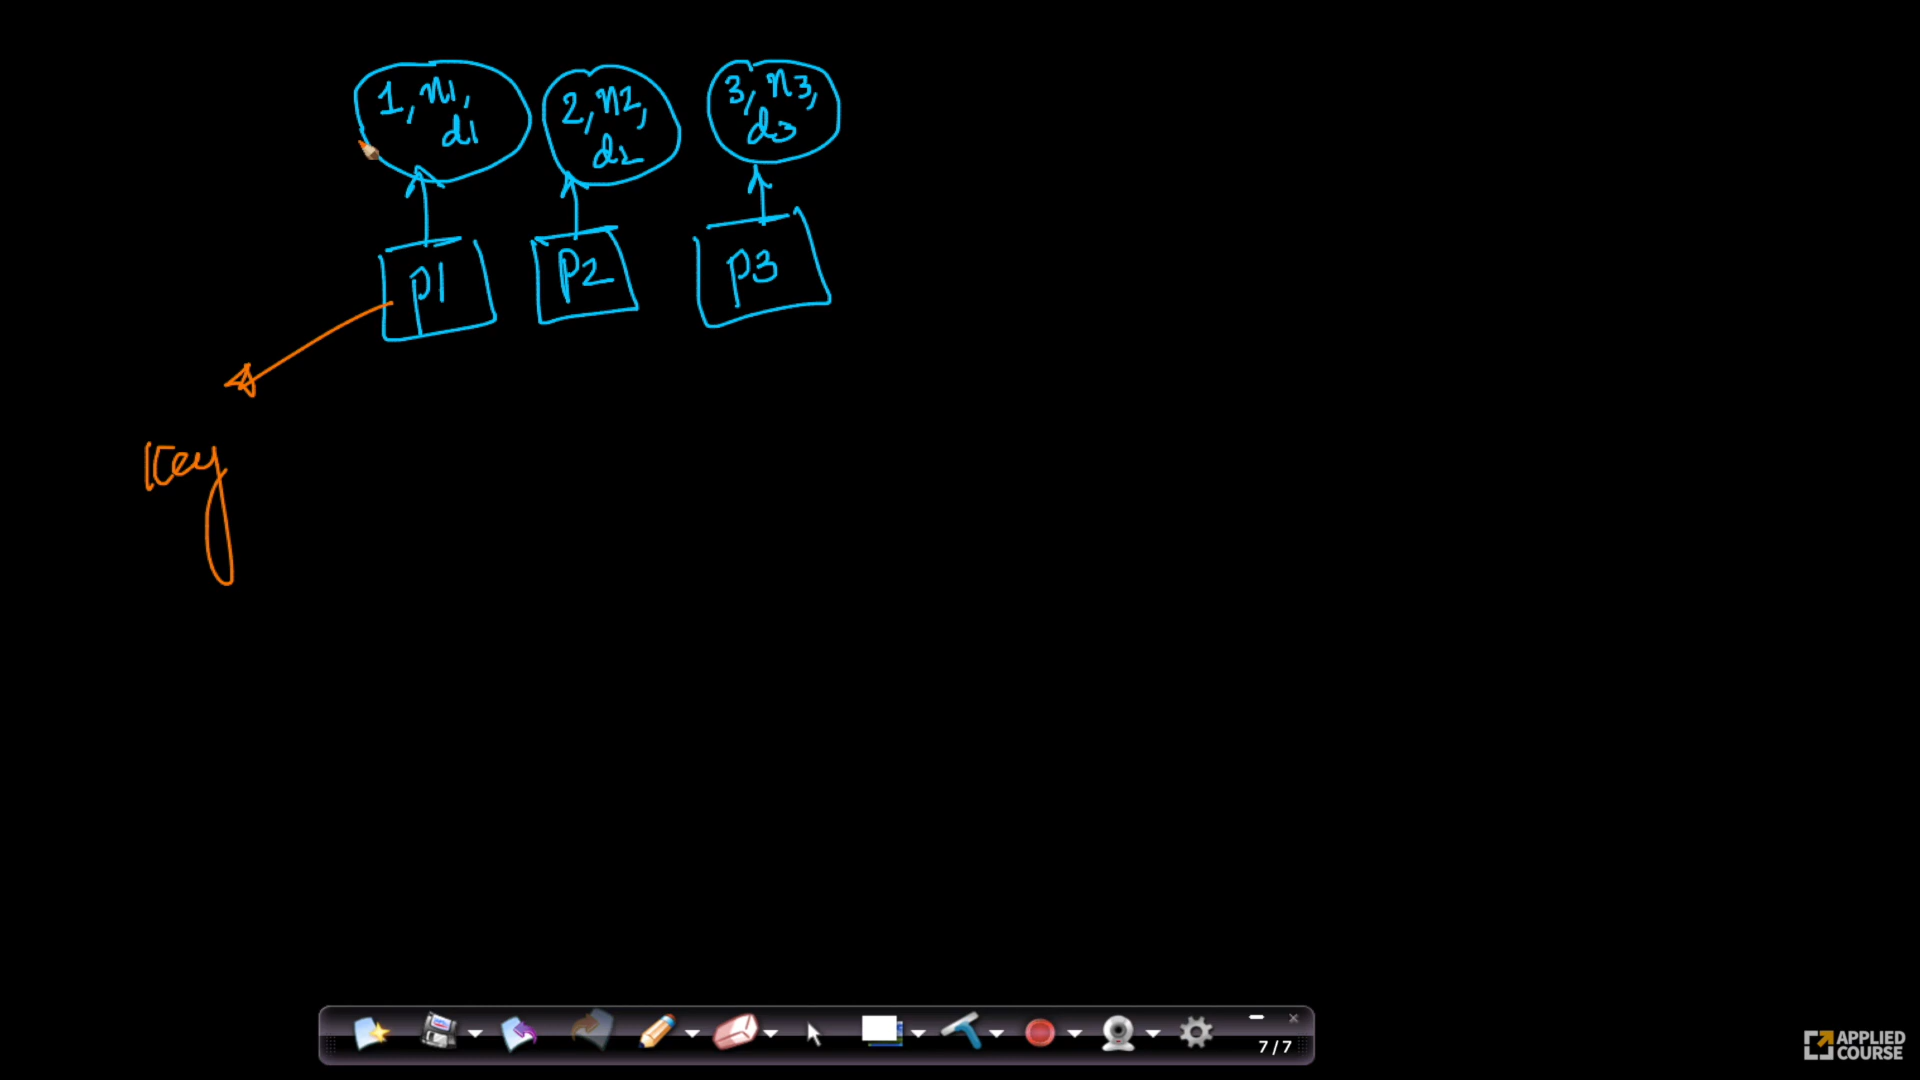 1, n1,
d1
2, n2,
d2
3, n3,
d3
p1
p2
p3
Key
7 / 7
APPLIED
COURSE